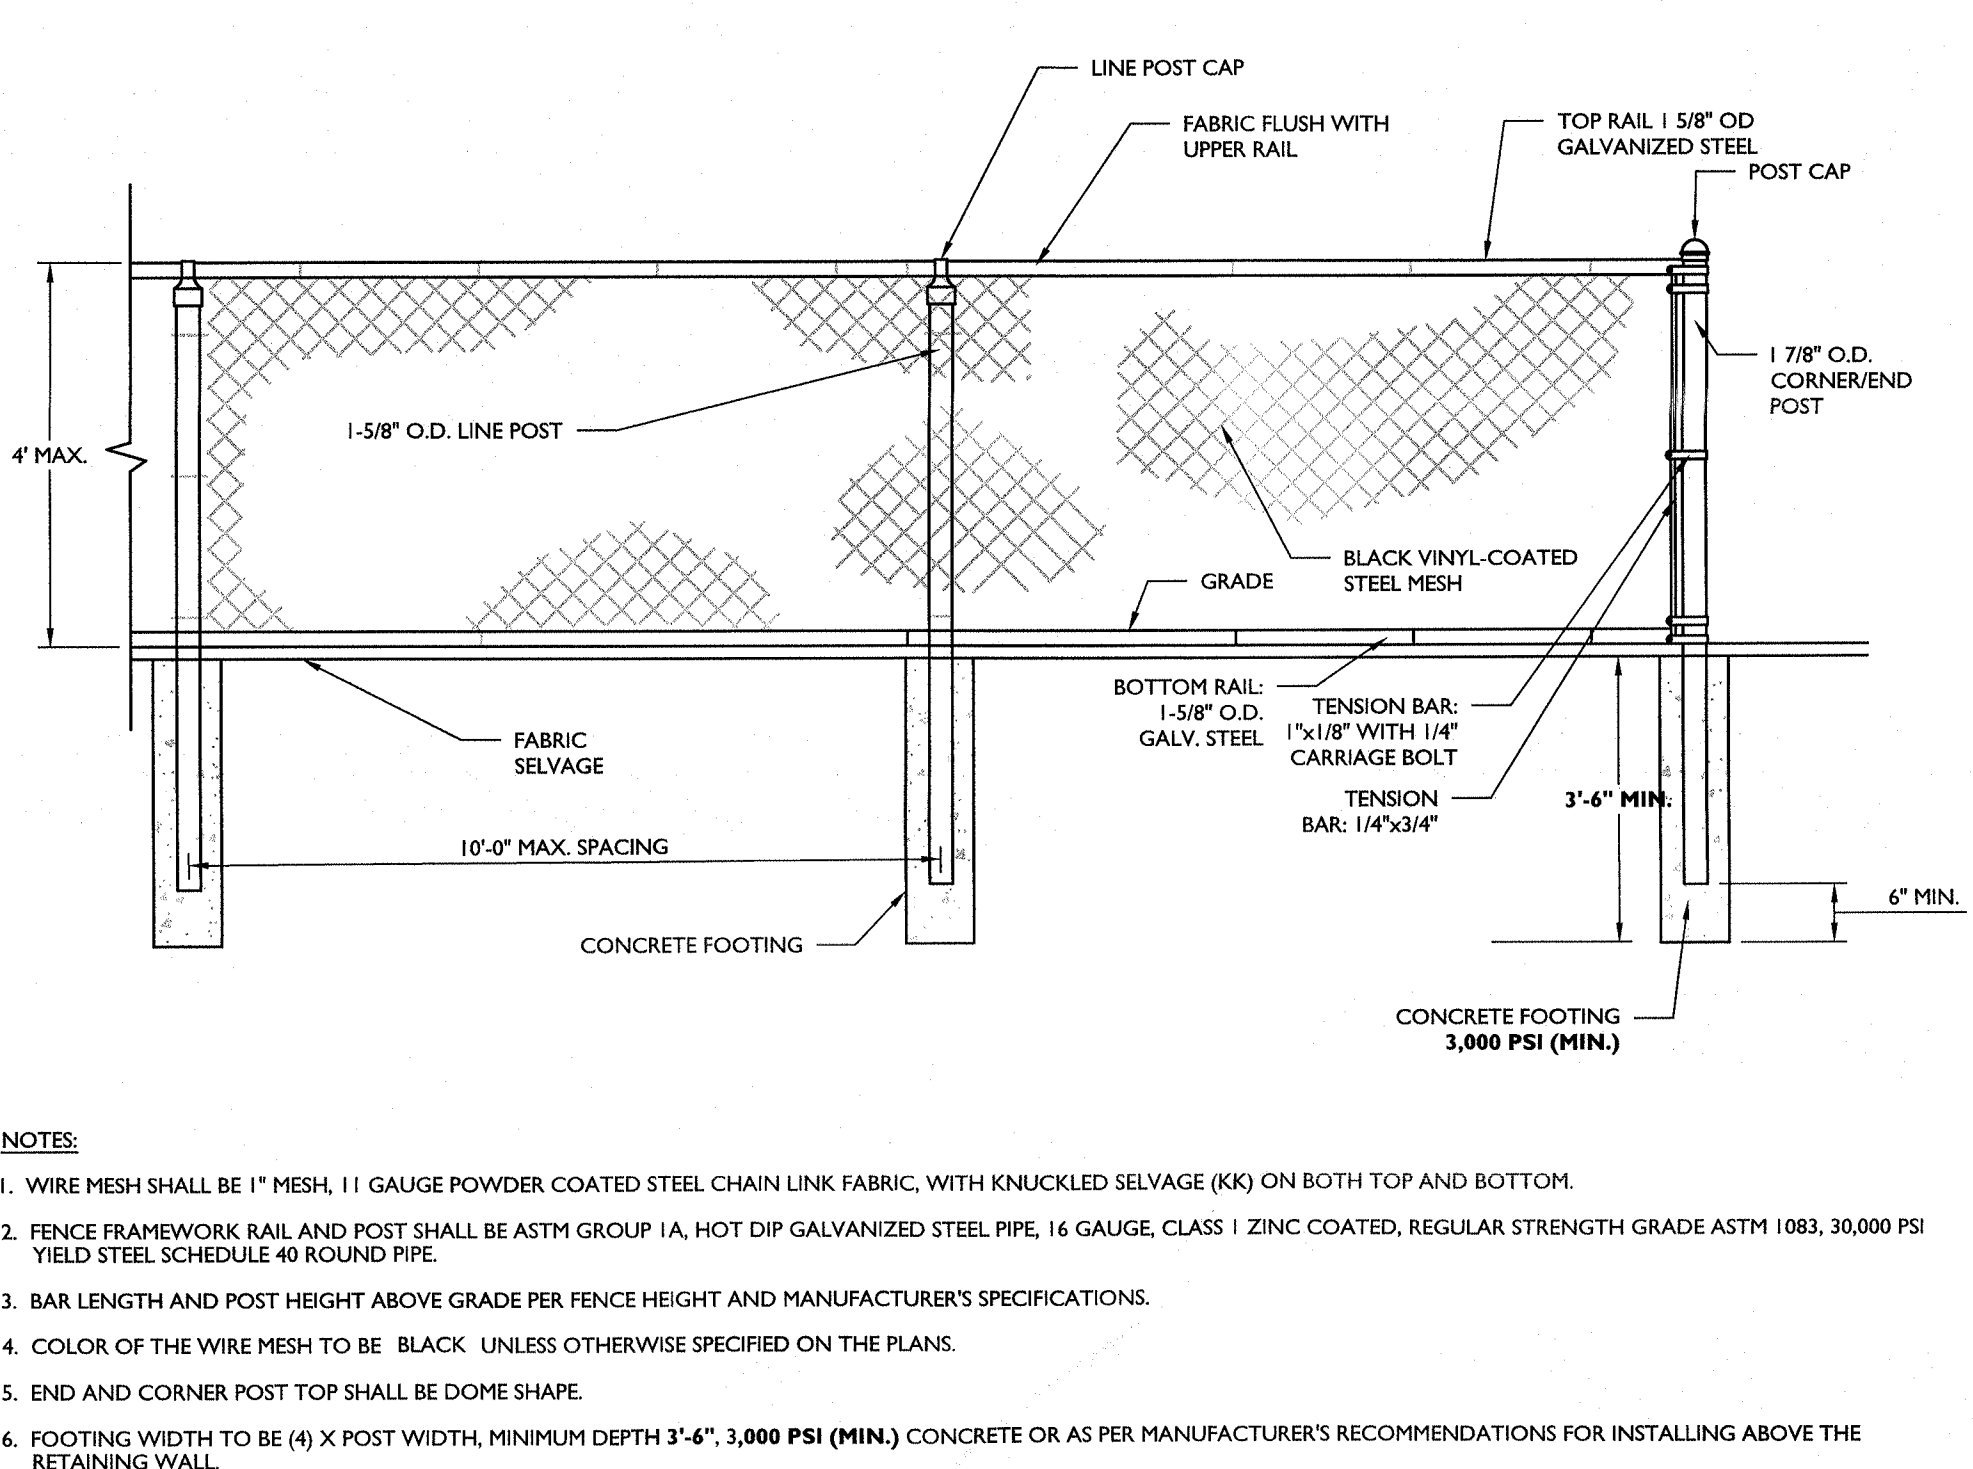 LINE POST CAP
FABRIC FLUSH WITH
UPPER RAIL
TOP RAIL 1 5/8" OD
GALVANIZED STEEL
POST CAP
1 7/8" O.D.
CORNER/END
POST
1-5/8" O.D. LINE POST
4' MAX.
BLACK VINYL-COATED
STEEL MESH
GRADE
BOTTOM RAIL:
1-5/8" O.D.
GALV. STEEL
TENSION BAR:
1"x1/8" WITH 1/4"
CARRIAGE BOLT
FABRIC
SELVAGE
TENSION
BAR: 1/4"x3/4"
3'-6" MIN.
10'-0" MAX. SPACING
6" MIN.
CONCRETE FOOTING
CONCRETE FOOTING
3,000 PSI (MIN.)
NOTES:
1. WIRE MESH SHALL BE 1" MESH, 11 GAUGE POWDER COATED STEEL CHAIN LINK FABRIC, WITH KNUCKLED SELVAGE (KK) ON BOTH TOP AND BOTTOM.
2. FENCE FRAMEWORK RAIL AND POST SHALL BE ASTM GROUP 1A, HOT DIP GALVANIZED STEEL PIPE, 16 GAUGE, CLASS 1 ZINC COATED, REGULAR STRENGTH GRADE ASTM 1083, 30,000 PSI
YIELD STEEL SCHEDULE 40 ROUND PIPE.
3. BAR LENGTH AND POST HEIGHT ABOVE GRADE PER FENCE HEIGHT AND MANUFACTURER'S SPECIFICATIONS.
4. COLOR OF THE WIRE MESH TO BE BLACK UNLESS OTHERWISE SPECIFIED ON THE PLANS.
5. END AND CORNER POST TOP SHALL BE DOME SHAPE.
6. FOOTING WIDTH TO BE (4) X POST WIDTH, MINIMUM DEPTH 3'-6", 3,000 PSI (MIN.) CONCRETE OR AS PER MANUFACTURER'S RECOMMENDATIONS FOR INSTALLING ABOVE THE
RETAINING WALL.